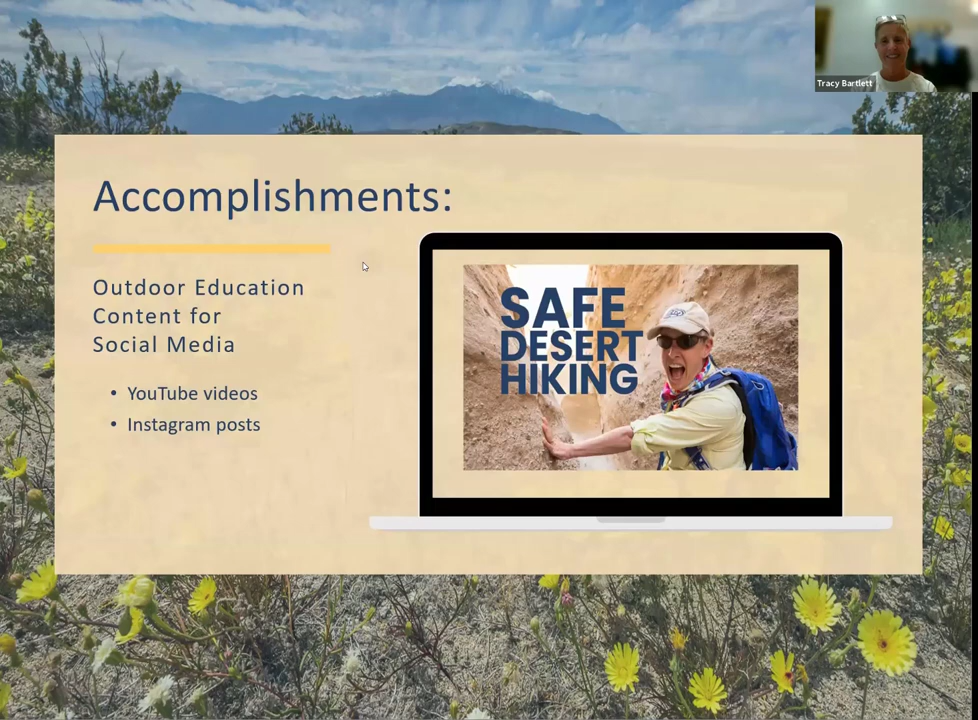 Tracy Bartlett
Accomplishments:
Outdoor Education
Content for
Social Media
• YouTube videos
• Instagram posts
SAFE
DESERT
HIKING